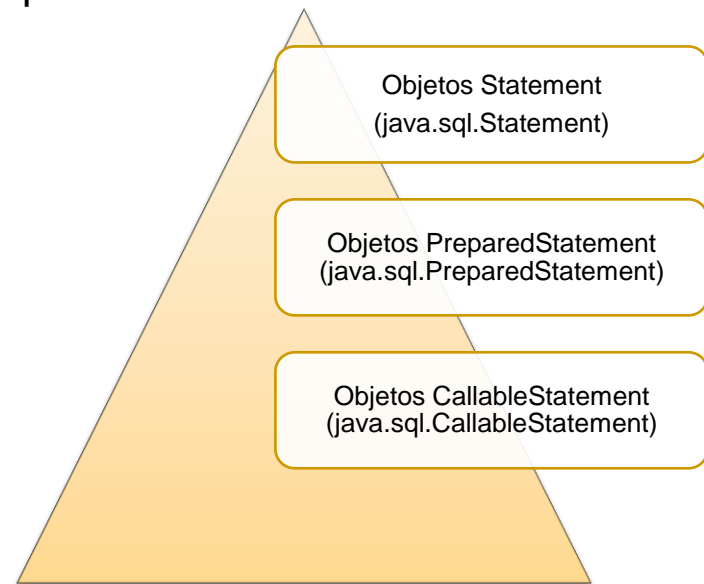 Objetos Statement
(java.sql.Statement)
Objetos PreparedStatement
(java.sql.PreparedStatement)
Objetos CallableStatement
(java.sql.CallableStatement)